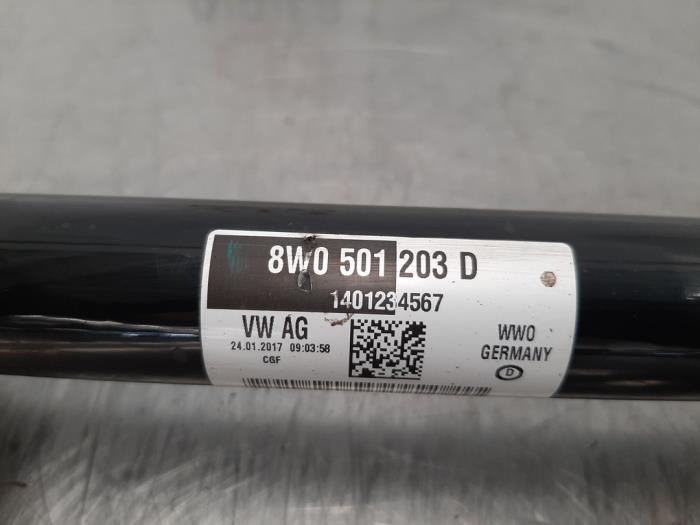 8W0 501 203 D
1401234567
VW AG
24.01.2017 09:03:58
CGF
WWO
GERMANY
D